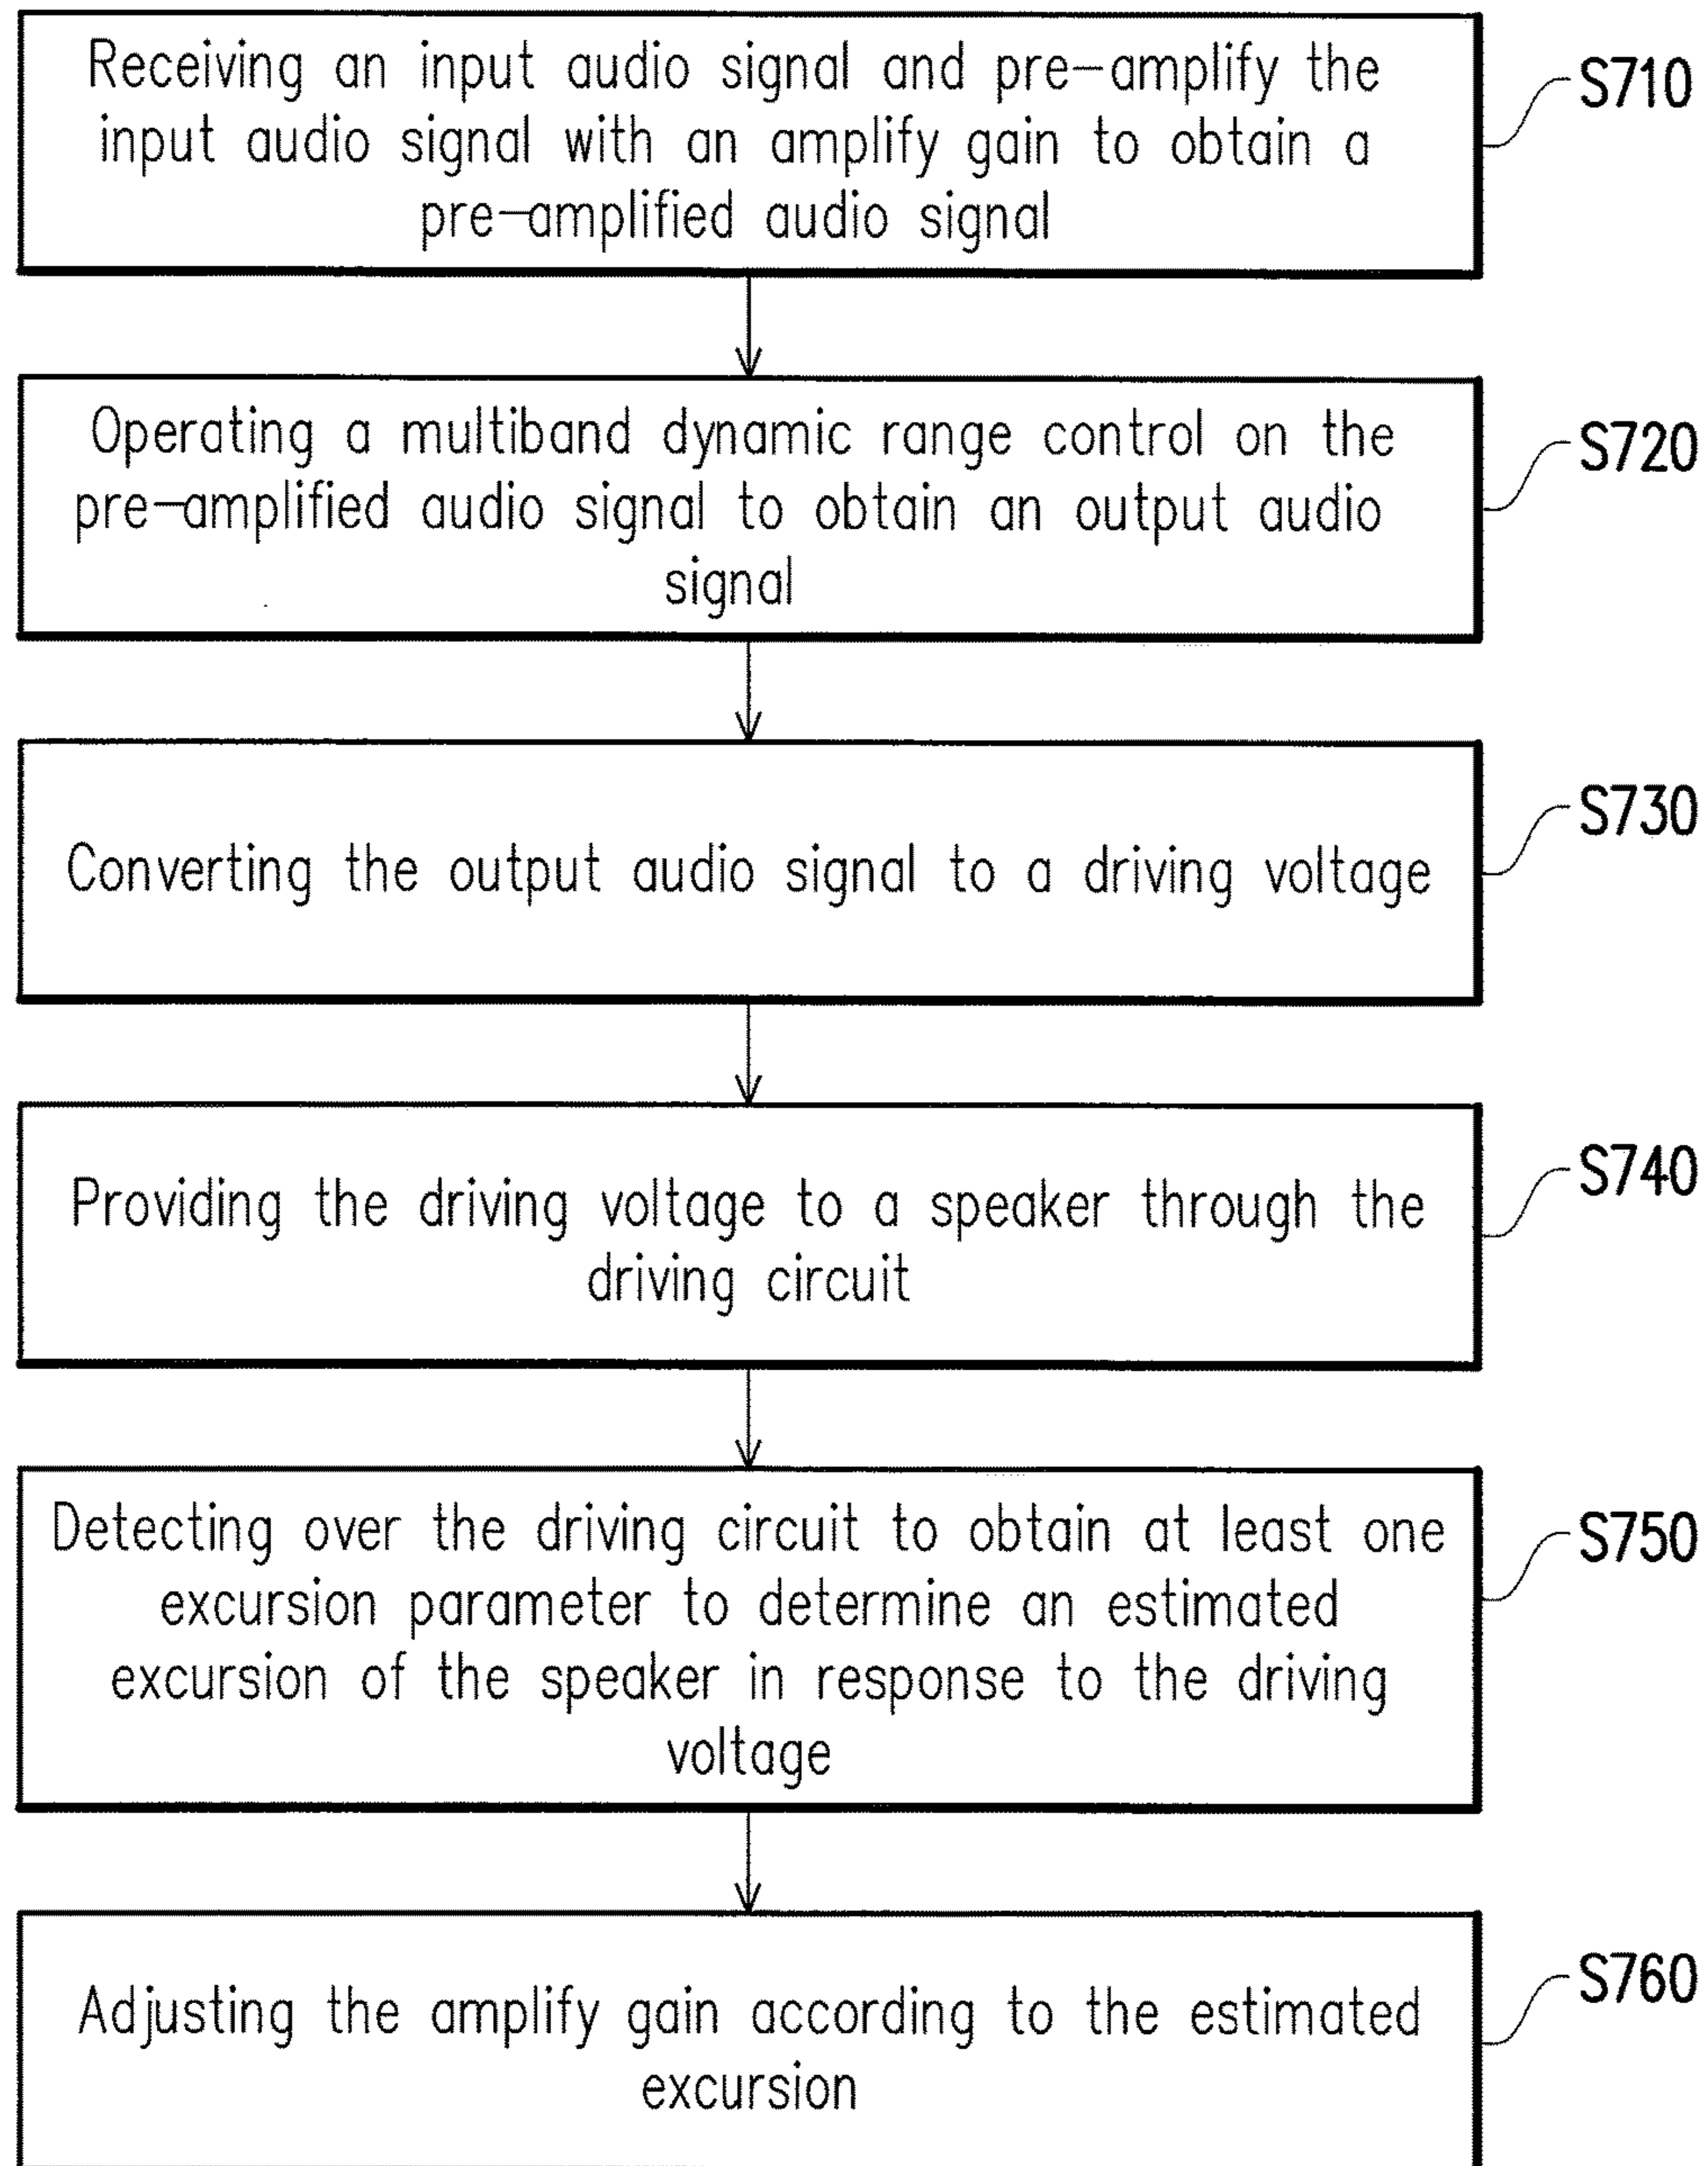 Receiving an input audio signal and pre-amplify the
input audio signal with an amplify gain to obtain a
pre-amplified audio signal
S710
Operating a multiband dynamic range control on the
pre-amplified audio signal to obtain an output audio
signal
S720
Converting the output audio signal to a driving voltage
S730
Providing the driving voltage to a speaker through the
driving circuit
S740
Detecting over the driving circuit to obtain at least one
excursion parameter to determine an estimated
excursion of the speaker in response to the driving
voltage
S750
Adjusting the amplify gain according to the estimated
excursion
S760